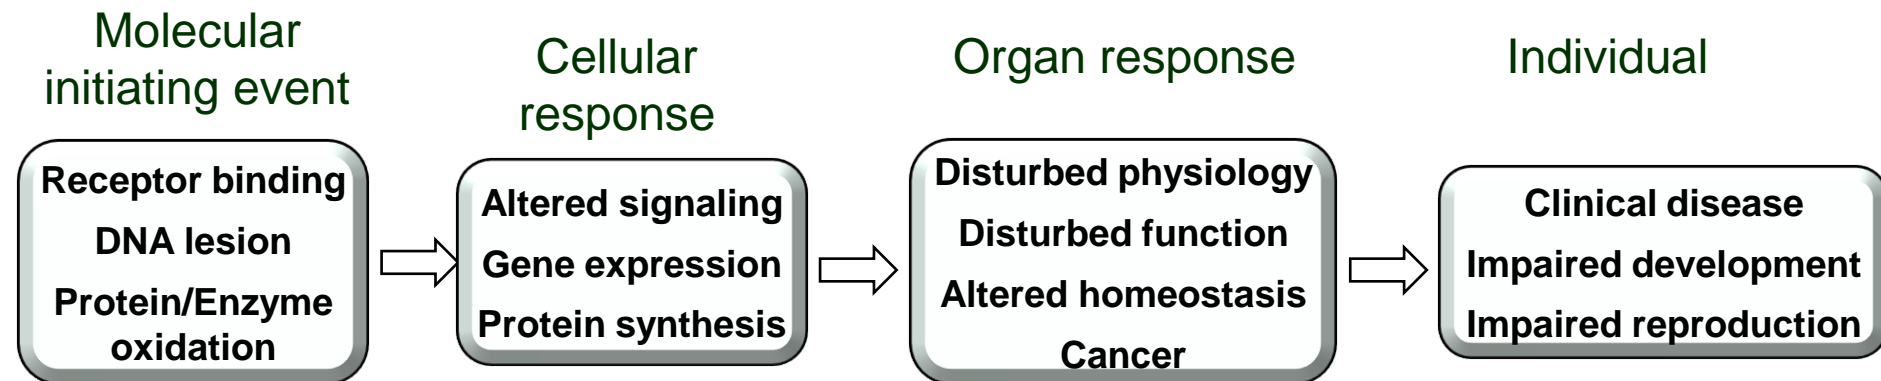 Molecular
initiating event
Receptor binding
DNA lesion
Protein/Enzyme
oxidation
Cellular
response
Altered signaling
Gene expression
Protein synthesis
Organ response
Disturbed physiology
Disturbed function
Altered homeostasis
Cancer
Individual
Clinical disease
Impaired development
Impaired reproduction